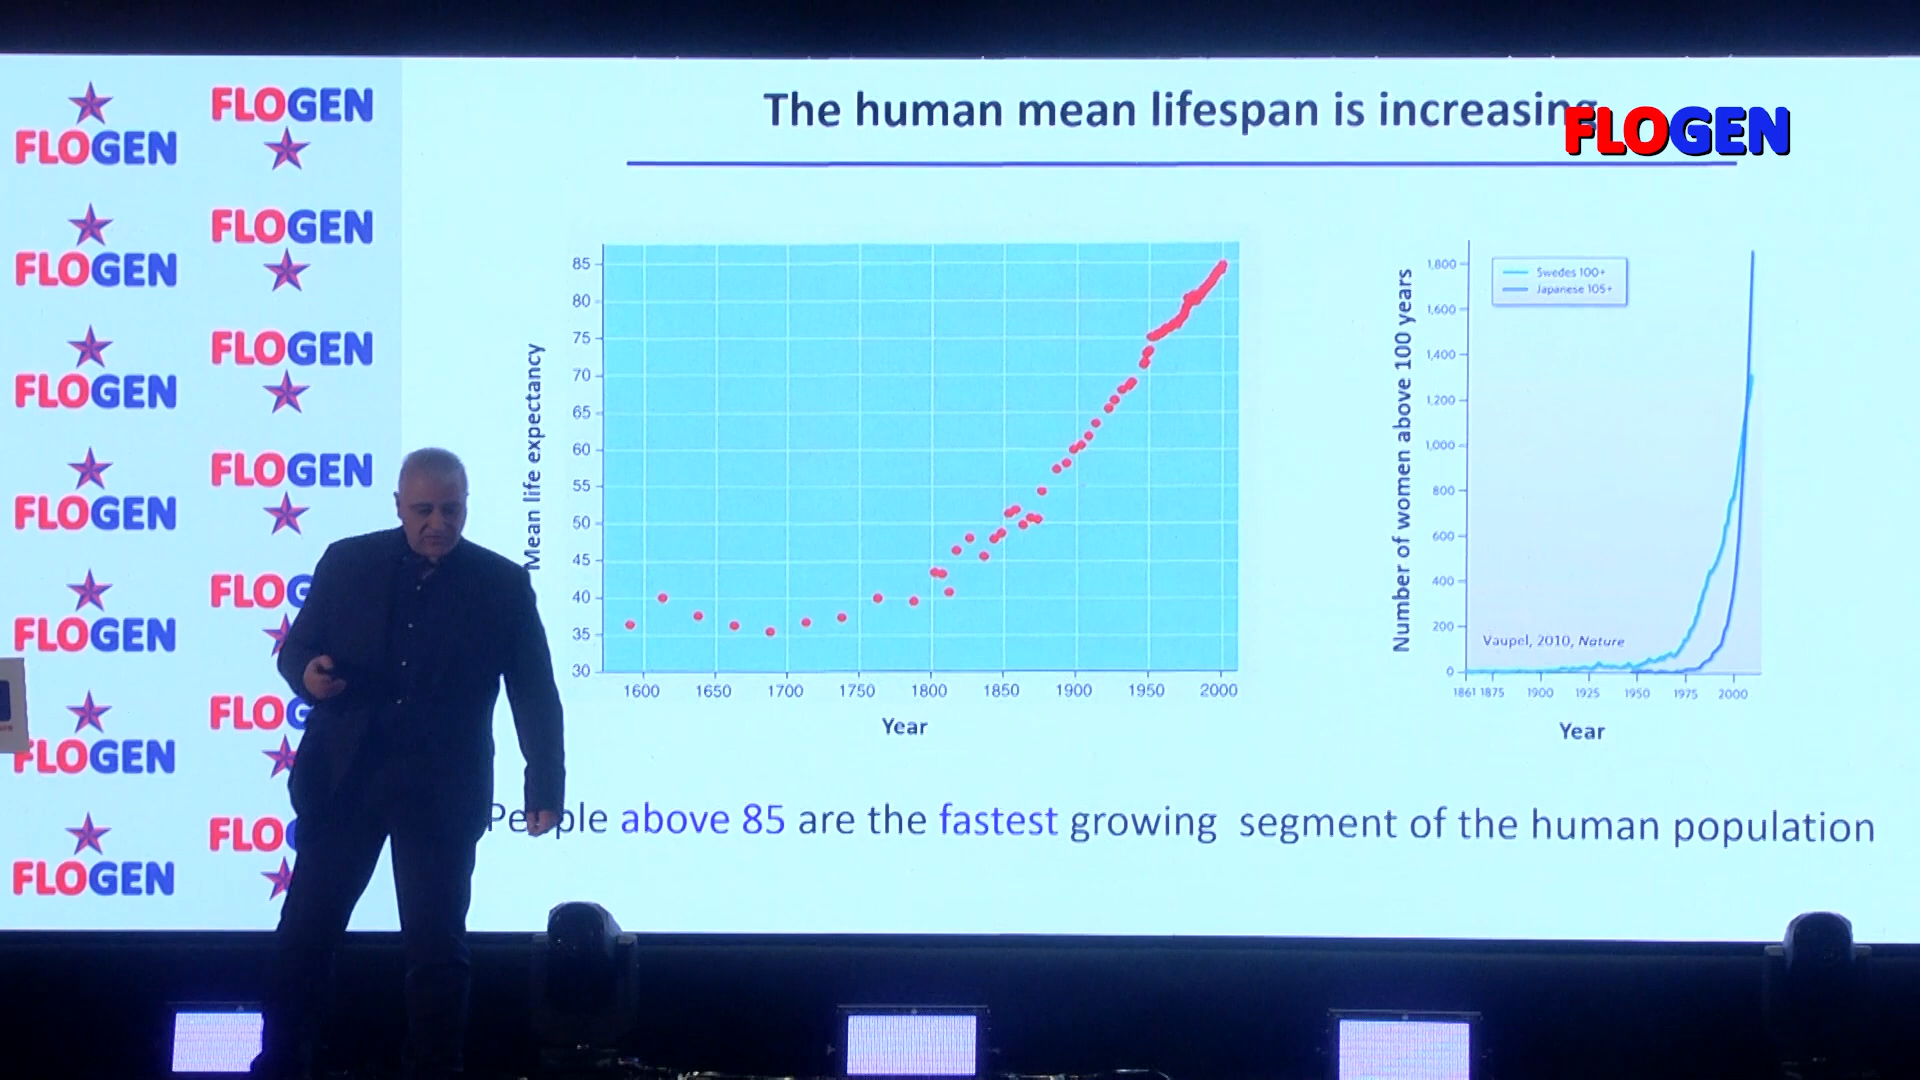 The human mean lifespan is increasing
FLOGEN
FLOGEN FLOGEN
FLOGEN FLOGEN
FLOGEN FLOGEN
FLOGEN FLOGEN
FLOGEN FLOG
FLOGEN FLOG
FLOGEN FLO
Mean life expectancy
85
80
75
70
65
60
55
50
45
40
35
30
1600 1650 1700 1750 1800 1850 1900 1950 2000
Year
Number of women above 100 years
1,800
1,600
1,400
1,200
1,000
800
600
400
200
0
Swedes 100+
Japanese 105+
Vaupel, 2010, Nature
1861 1875 1900 1925 1950 1975 2000
Year
People above 85 are the fastest growing segment of the human population